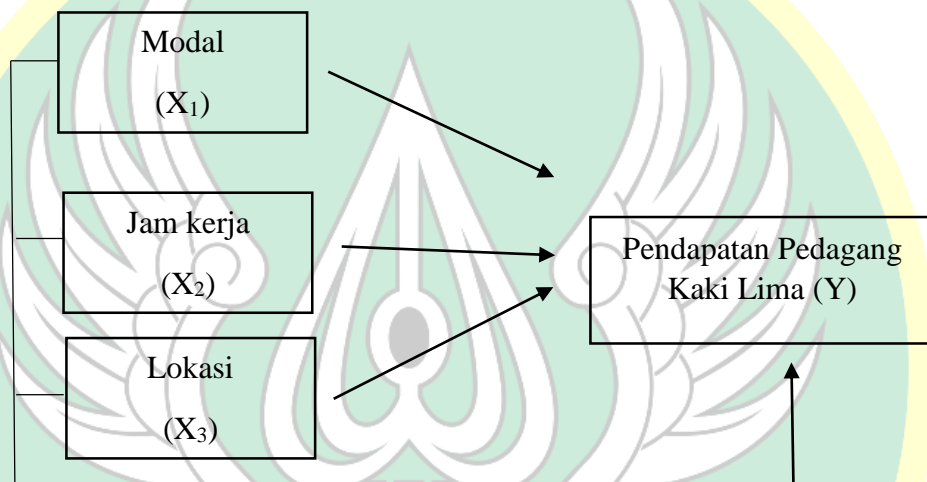 Modal
(X₁)
Jam kerja
(X₂)
Lokasi
(X₃)
Pendapatan Pedagang
Kaki Lima (Y)